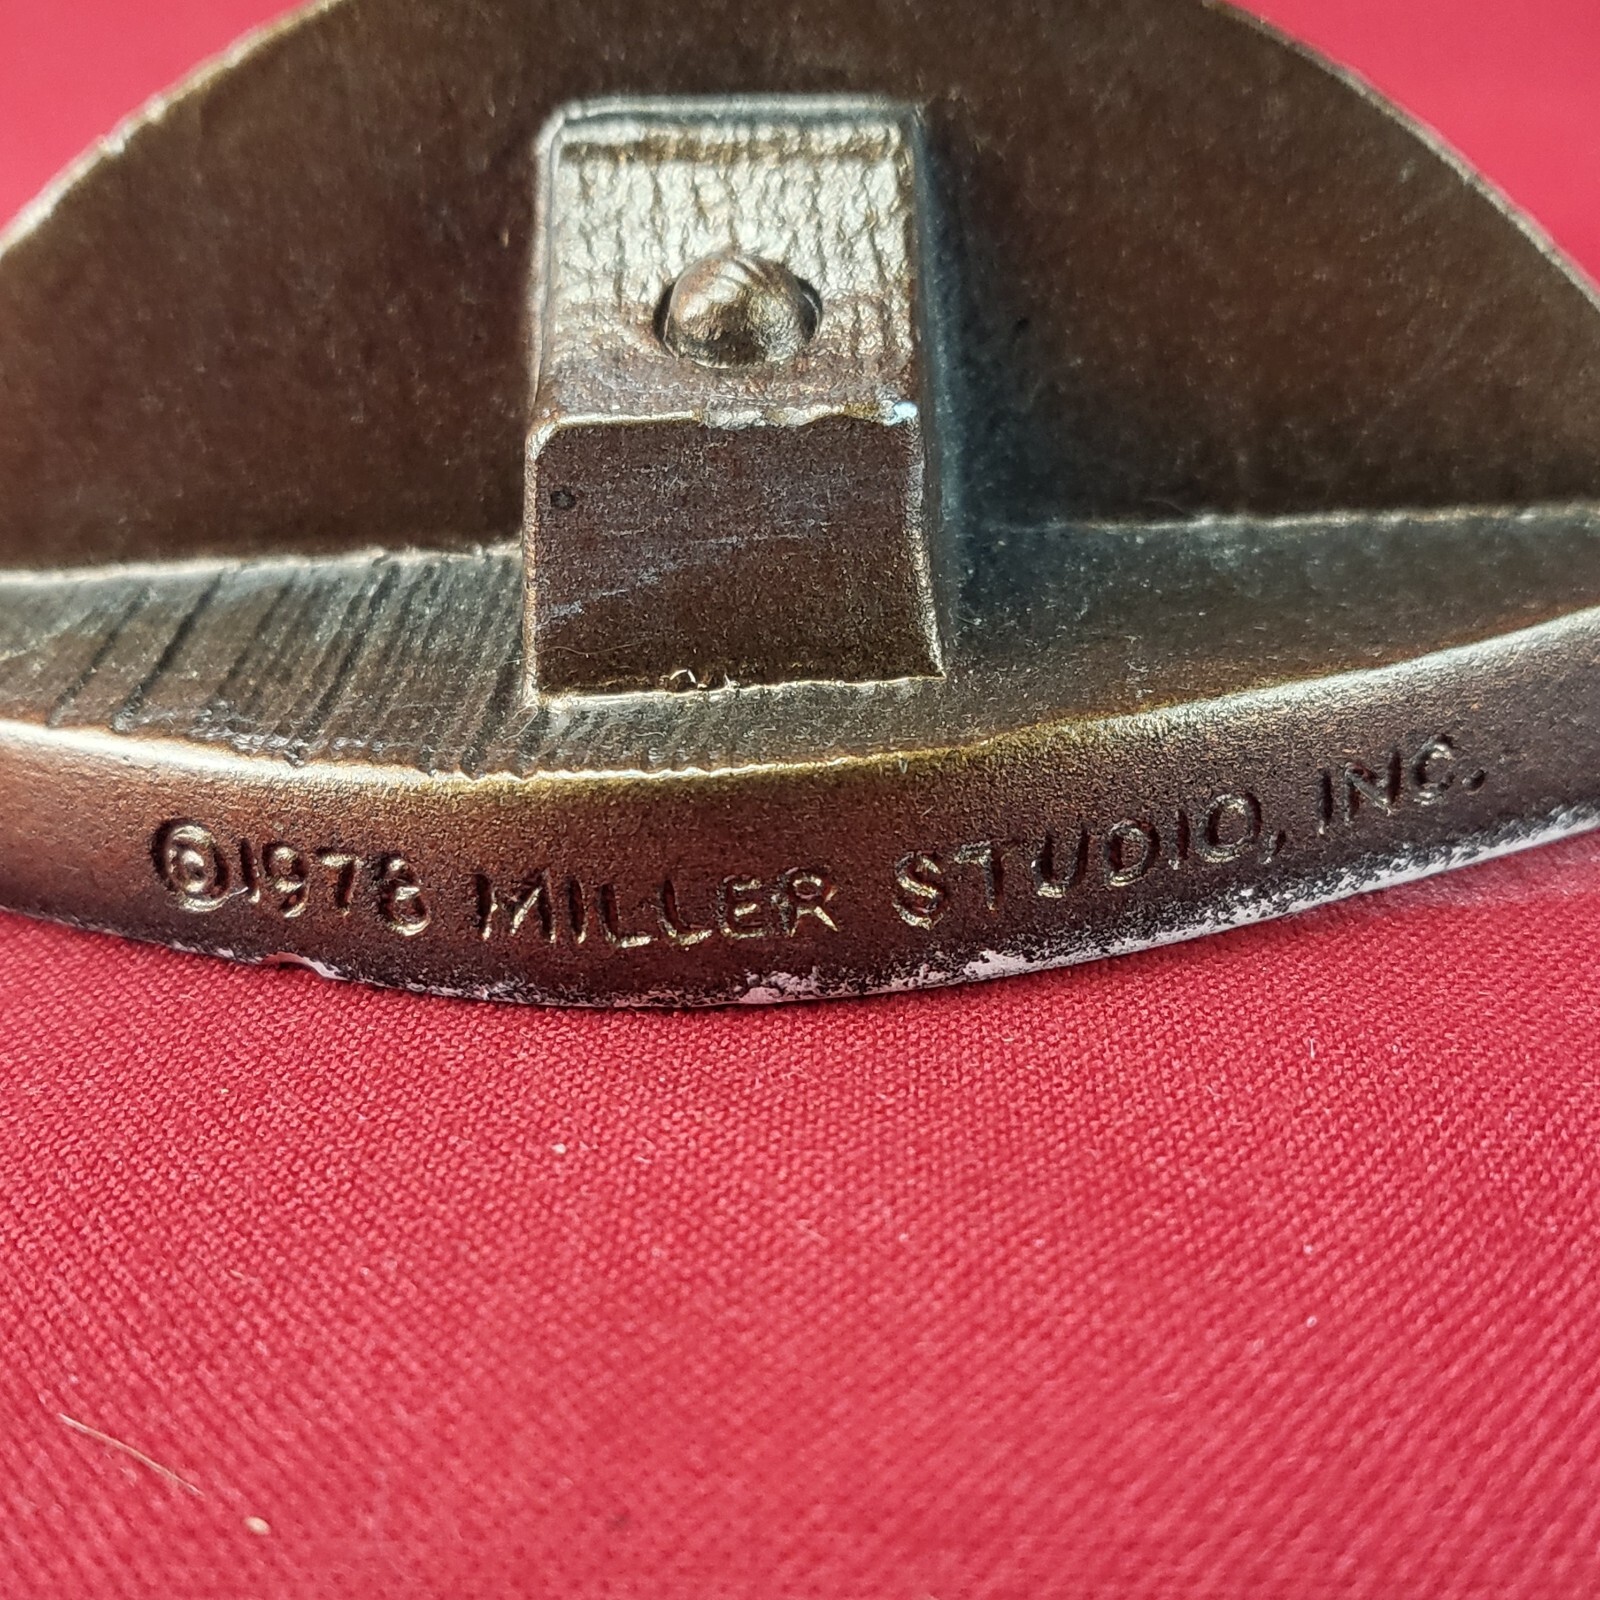 ©1978 MILLER STUDIO, INC.